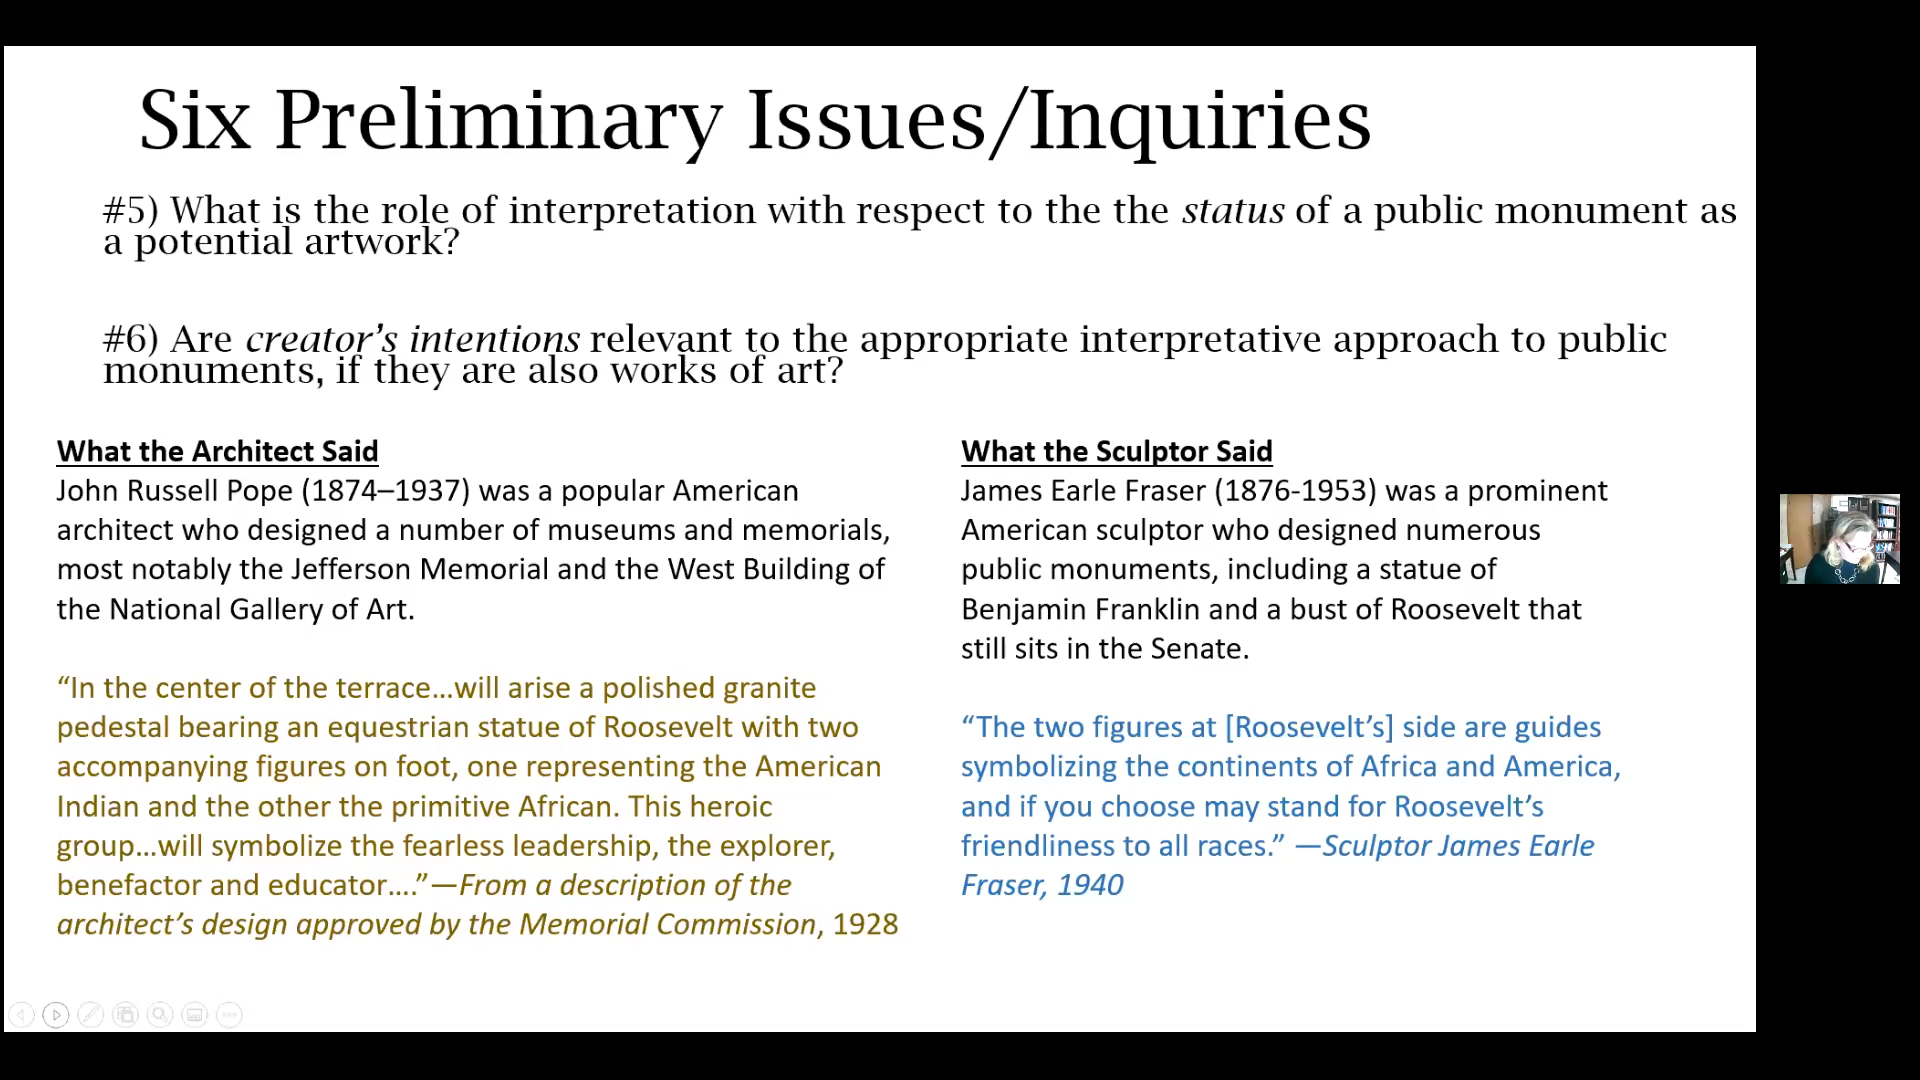 Six Preliminary Issues/Inquiries
#5) What is the role of interpretation with respect to the the status of a public monument as
a potential artwork?
#6) Are creator’s intentions relevant to the appropriate interpretative approach to public
monuments, if they are also works of art?
What the Architect Said
John Russell Pope (1874–1937) was a popular American
architect who designed a number of museums and memorials,
most notably the Jefferson Memorial and the West Building of
the National Gallery of Art.
“In the center of the terrace…will arise a polished granite
pedestal bearing an equestrian statue of Roosevelt with two
accompanying figures on foot, one representing the American
Indian and the other the primitive African. This heroic
group…will symbolize the fearless leadership, the explorer,
benefactor and educator….”—From a description of the
architect’s design approved by the Memorial Commission, 1928
What the Sculptor Said
James Earle Fraser (1876-1953) was a prominent
American sculptor who designed numerous
public monuments, including a statue of
Benjamin Franklin and a bust of Roosevelt that
still sits in the Senate.
“The two figures at [Roosevelt’s] side are guides
symbolizing the continents of Africa and America,
and if you choose may stand for Roosevelt’s
friendliness to all races.” —Sculptor James Earle
Fraser, 1940